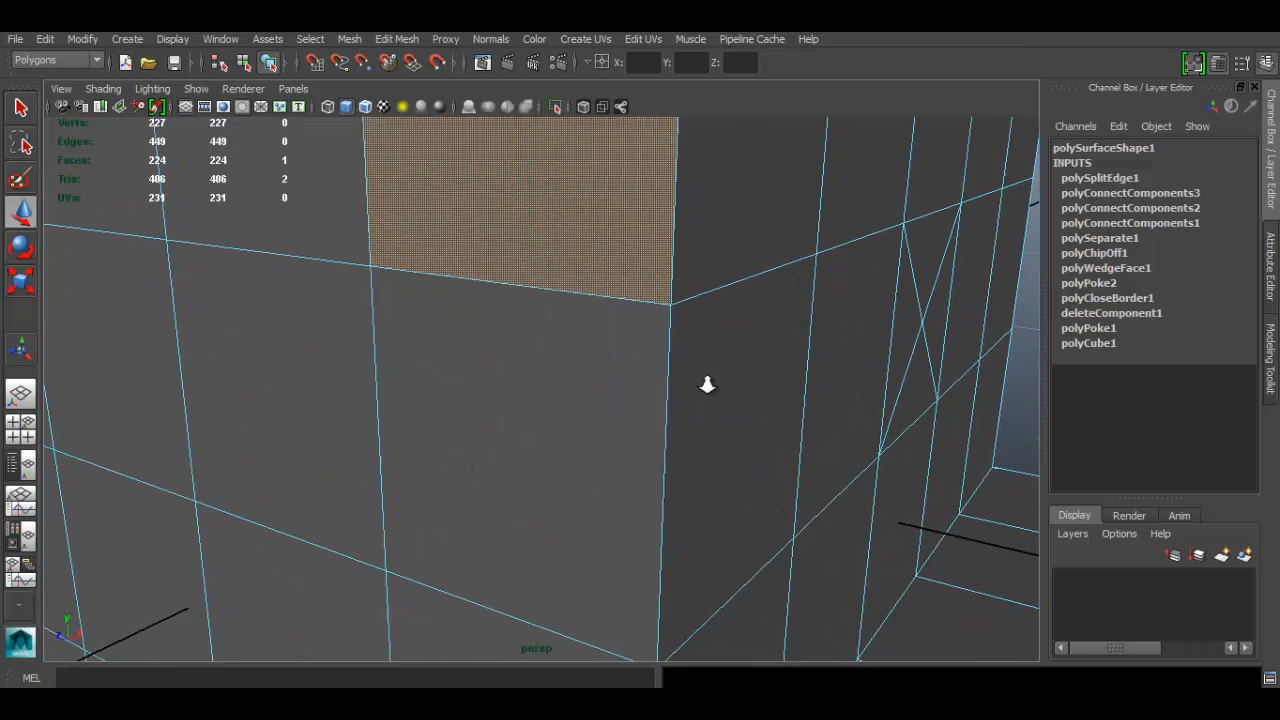 File Edit Modify Create Display Window Assets Select Mesh Edit Mesh Proxy Normals Color Create UVs Edit UVs Muscle Pipeline Cache Help
Polygons X: Y: Z:
Channel Box / Layer Editor
View Shading Lighting Show Renderer Panels
Channels Edit Object Show
Verts: 227 227 0
Edges: 449 449 0
Faces: 224 224 1
Tris: 406 406 2
UVs: 231 231 0
polySurfaceShape1
INPUTS
polySplitEdge1
polyConnectComponents3
polyConnectComponents2
polyConnectComponents1
polySeparate1
polyChipOff1
polyWedgeFace1
polyPoke2
polyCloseBorder1
deleteComponent1
polyPoke1
polyCube1
Channel Box / Layer Editor
Attribute Editor
Modeling Toolkit
Display Render Anim
Layers Options Help
y
z
persp
MEL